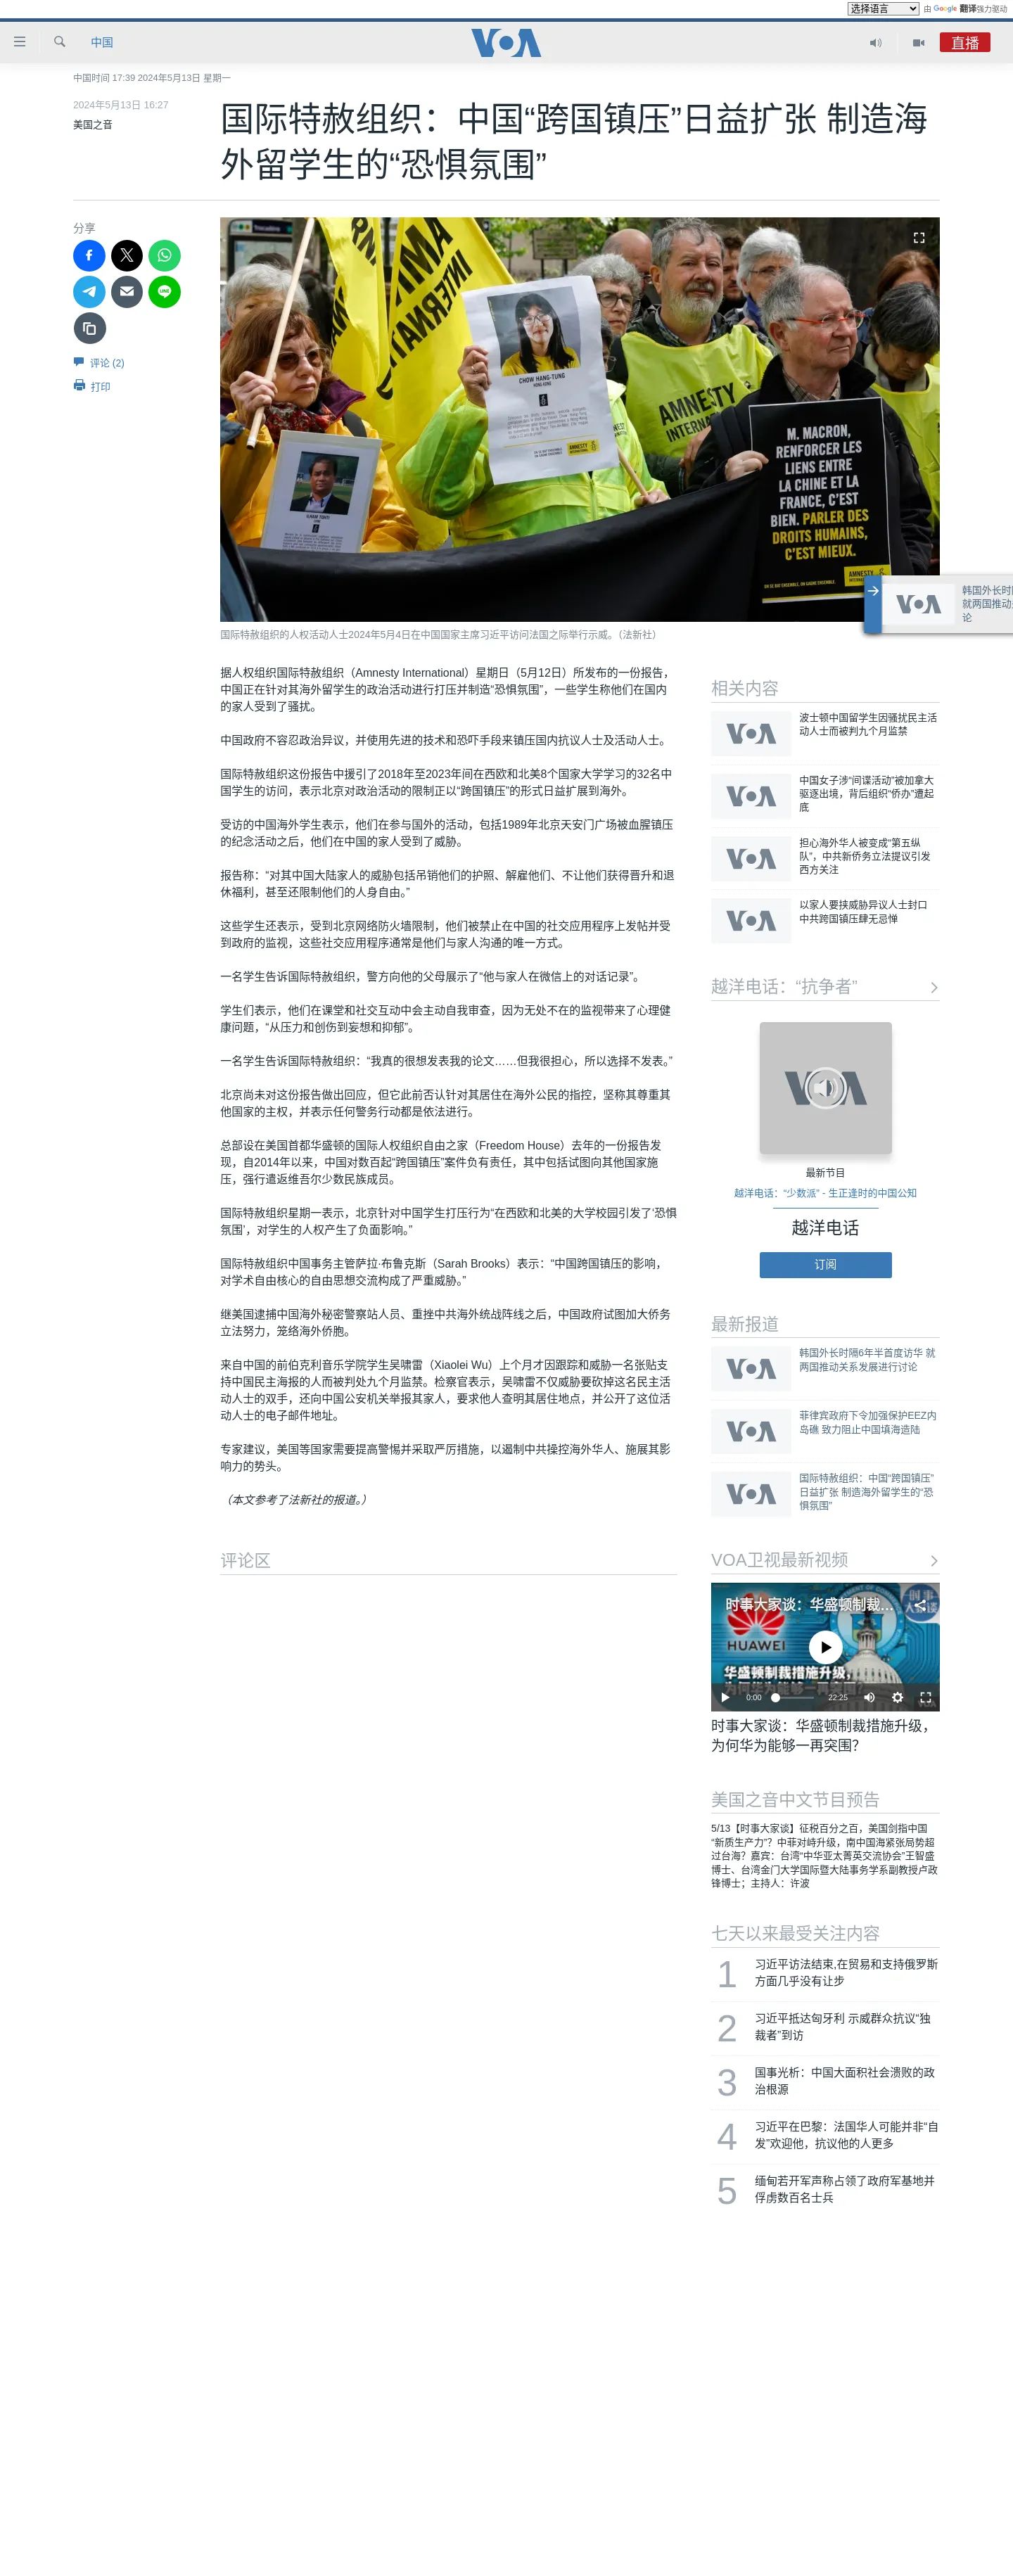 选择语言 由 Google 翻译强力驱动
中国
VOA
直播
中国时间 17:39 2024年5月13日 星期一
2024年5月13日 16:27
美国之音
国际特赦组织：中国“跨国镇压”日益扩张 制造海
外留学生的“恐惧氛围”
分享
评论 (2)
打印
CHOW HANG-TUNG
HONG KONG
AMNESTY
INTERNATIONAL
ILHAM TOHTI
M. MACRON,
RENFORCER LES
LIENS ENTRE
LA CHINE ET LA
FRANCE, C'EST
BIEN. PARLER DES
DROITS HUMAINS,
C'EST MIEUX.
AMNESTY
国际特赦组织的人权活动人士2024年5月4日在中国国家主席习近平访问法国之际举行示威。（法新社）
韩国外长时隔
就两国推动关
论
据人权组织国际特赦组织（Amnesty International）星期日（5月12日）所发布的一份报告，
中国正在针对其海外留学生的政治活动进行打压并制造“恐惧氛围”，一些学生称他们在国内
的家人受到了骚扰。
中国政府不容忍政治异议，并使用先进的技术和恐吓手段来镇压国内抗议人士及活动人士。
国际特赦组织这份报告中援引了2018年至2023年间在西欧和北美8个国家大学学习的32名中
国学生的访问，表示北京对政治活动的限制正以“跨国镇压”的形式日益扩展到海外。
受访的中国海外学生表示，他们在参与国外的活动，包括1989年北京天安门广场被血腥镇压
的纪念活动之后，他们在中国的家人受到了威胁。
报告称：“对其中国大陆家人的威胁包括吊销他们的护照、解雇他们、不让他们获得晋升和退
休福利，甚至还限制他们的人身自由。”
这些学生还表示，受到北京网络防火墙限制，他们被禁止在中国的社交应用程序上发帖并受
到政府的监视，这些社交应用程序通常是他们与家人沟通的唯一方式。
一名学生告诉国际特赦组织，警方向他的父母展示了“他与家人在微信上的对话记录”。
学生们表示，他们在课堂和社交互动中会主动自我审查，因为无处不在的监视带来了心理健
康问题，“从压力和创伤到妄想和抑郁”。
一名学生告诉国际特赦组织：“我真的很想发表我的论文……但我很担心，所以选择不发表。”
北京尚未对这份报告做出回应，但它此前否认针对其居住在海外公民的指控，坚称其尊重其
他国家的主权，并表示任何警务行动都是依法进行。
总部设在美国首都华盛顿的国际人权组织自由之家（Freedom House）去年的一份报告发
现，自2014年以来，中国对数百起“跨国镇压”案件负有责任，其中包括试图向其他国家施
压，强行遣返维吾尔少数民族成员。
国际特赦组织星期一表示，北京针对中国学生打压行为“在西欧和北美的大学校园引发了‘恐惧
氛围’，对学生的人权产生了负面影响。”
国际特赦组织中国事务主管萨拉·布鲁克斯（Sarah Brooks）表示：“中国跨国镇压的影响，
对学术自由核心的自由思想交流构成了严重威胁。”
继美国逮捕中国海外秘密警察站人员、重挫中共海外统战阵线之后，中国政府试图加大侨务
立法努力，笼络海外侨胞。
来自中国的前伯克利音乐学院学生吴啸雷（Xiaolei Wu）上个月才因跟踪和威胁一名张贴支
持中国民主海报的人而被判处九个月监禁。检察官表示，吴啸雷不仅威胁要砍掉这名民主活
动人士的双手，还向中国公安机关举报其家人，要求他人查明其居住地点，并公开了这位活
动人士的电子邮件地址。
专家建议，美国等国家需要提高警惕并采取严厉措施，以遏制中共操控海外华人、施展其影
响力的势头。
（本文参考了法新社的报道。）
评论区
相关内容
波士顿中国留学生因骚扰民主活
动人士而被判九个月监禁
中国女子涉“间谍活动”被加拿大
驱逐出境，背后组织“侨办”遭起
底
担心海外华人被变成“第五纵
队”，中共新侨务立法提议引发
西方关注
以家人要挟威胁异议人士封口
中共跨国镇压肆无忌惮
越洋电话：“抗争者”
最新节目
越洋电话：“少数派” - 生正逢时的中国公知
越洋电话
订阅
最新报道
韩国外长时隔6年半首度访华 就
两国推动关系发展进行讨论
菲律宾政府下令加强保护EEZ内
岛礁 致力阻止中国填海造陆
国际特赦组织：中国“跨国镇压”
日益扩张 制造海外留学生的“恐
惧氛围”
VOA卫视最新视频
时事大家谈：华盛顿制裁...
HUAWEI
华盛顿制裁措施升级，
0:00 22:25
时事大家谈：华盛顿制裁措施升级，
为何华为能够一再突围？
美国之音中文节目预告
5/13【时事大家谈】征税百分之百，美国剑指中国
“新质生产力”？中菲对峙升级，南中国海紧张局势超
过台海？嘉宾：台湾“中华亚太菁英交流协会”王智盛
博士、台湾金门大学国际暨大陆事务学系副教授卢政
锋博士；主持人：许波
七天以来最受关注内容
1 习近平访法结束,在贸易和支持俄罗斯
方面几乎没有让步
2 习近平抵达匈牙利 示威群众抗议“独
裁者”到访
3 国事光析：中国大面积社会溃败的政
治根源
4 习近平在巴黎：法国华人可能并非“自
发”欢迎他，抗议他的人更多
5 缅甸若开军声称占领了政府军基地并
俘虏数百名士兵